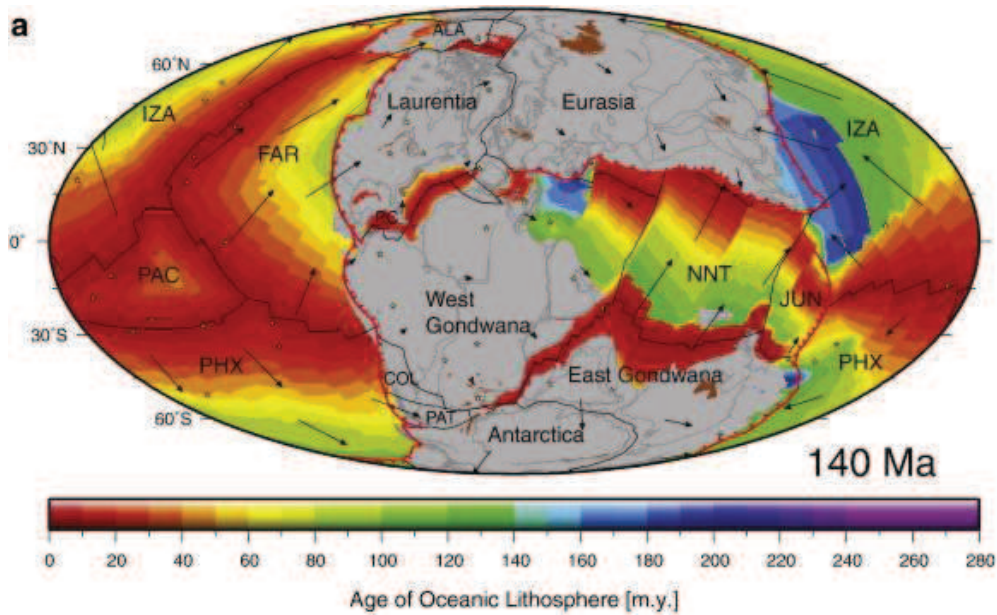 a
ALA
60°N
Laurentia
Eurasia
IZA
IZA
30°N
FAR
PC
0°
PAC
NNT
West
Gondwana
JUN
30°S
PHX
PHX
COL
East Gondwana
60°S
PAT
Antarctica
140 Ma
0 20 40 60 80 100 120 140 160 180 200 220 240 260 280
Age of Oceanic Lithosphere [m.y.]